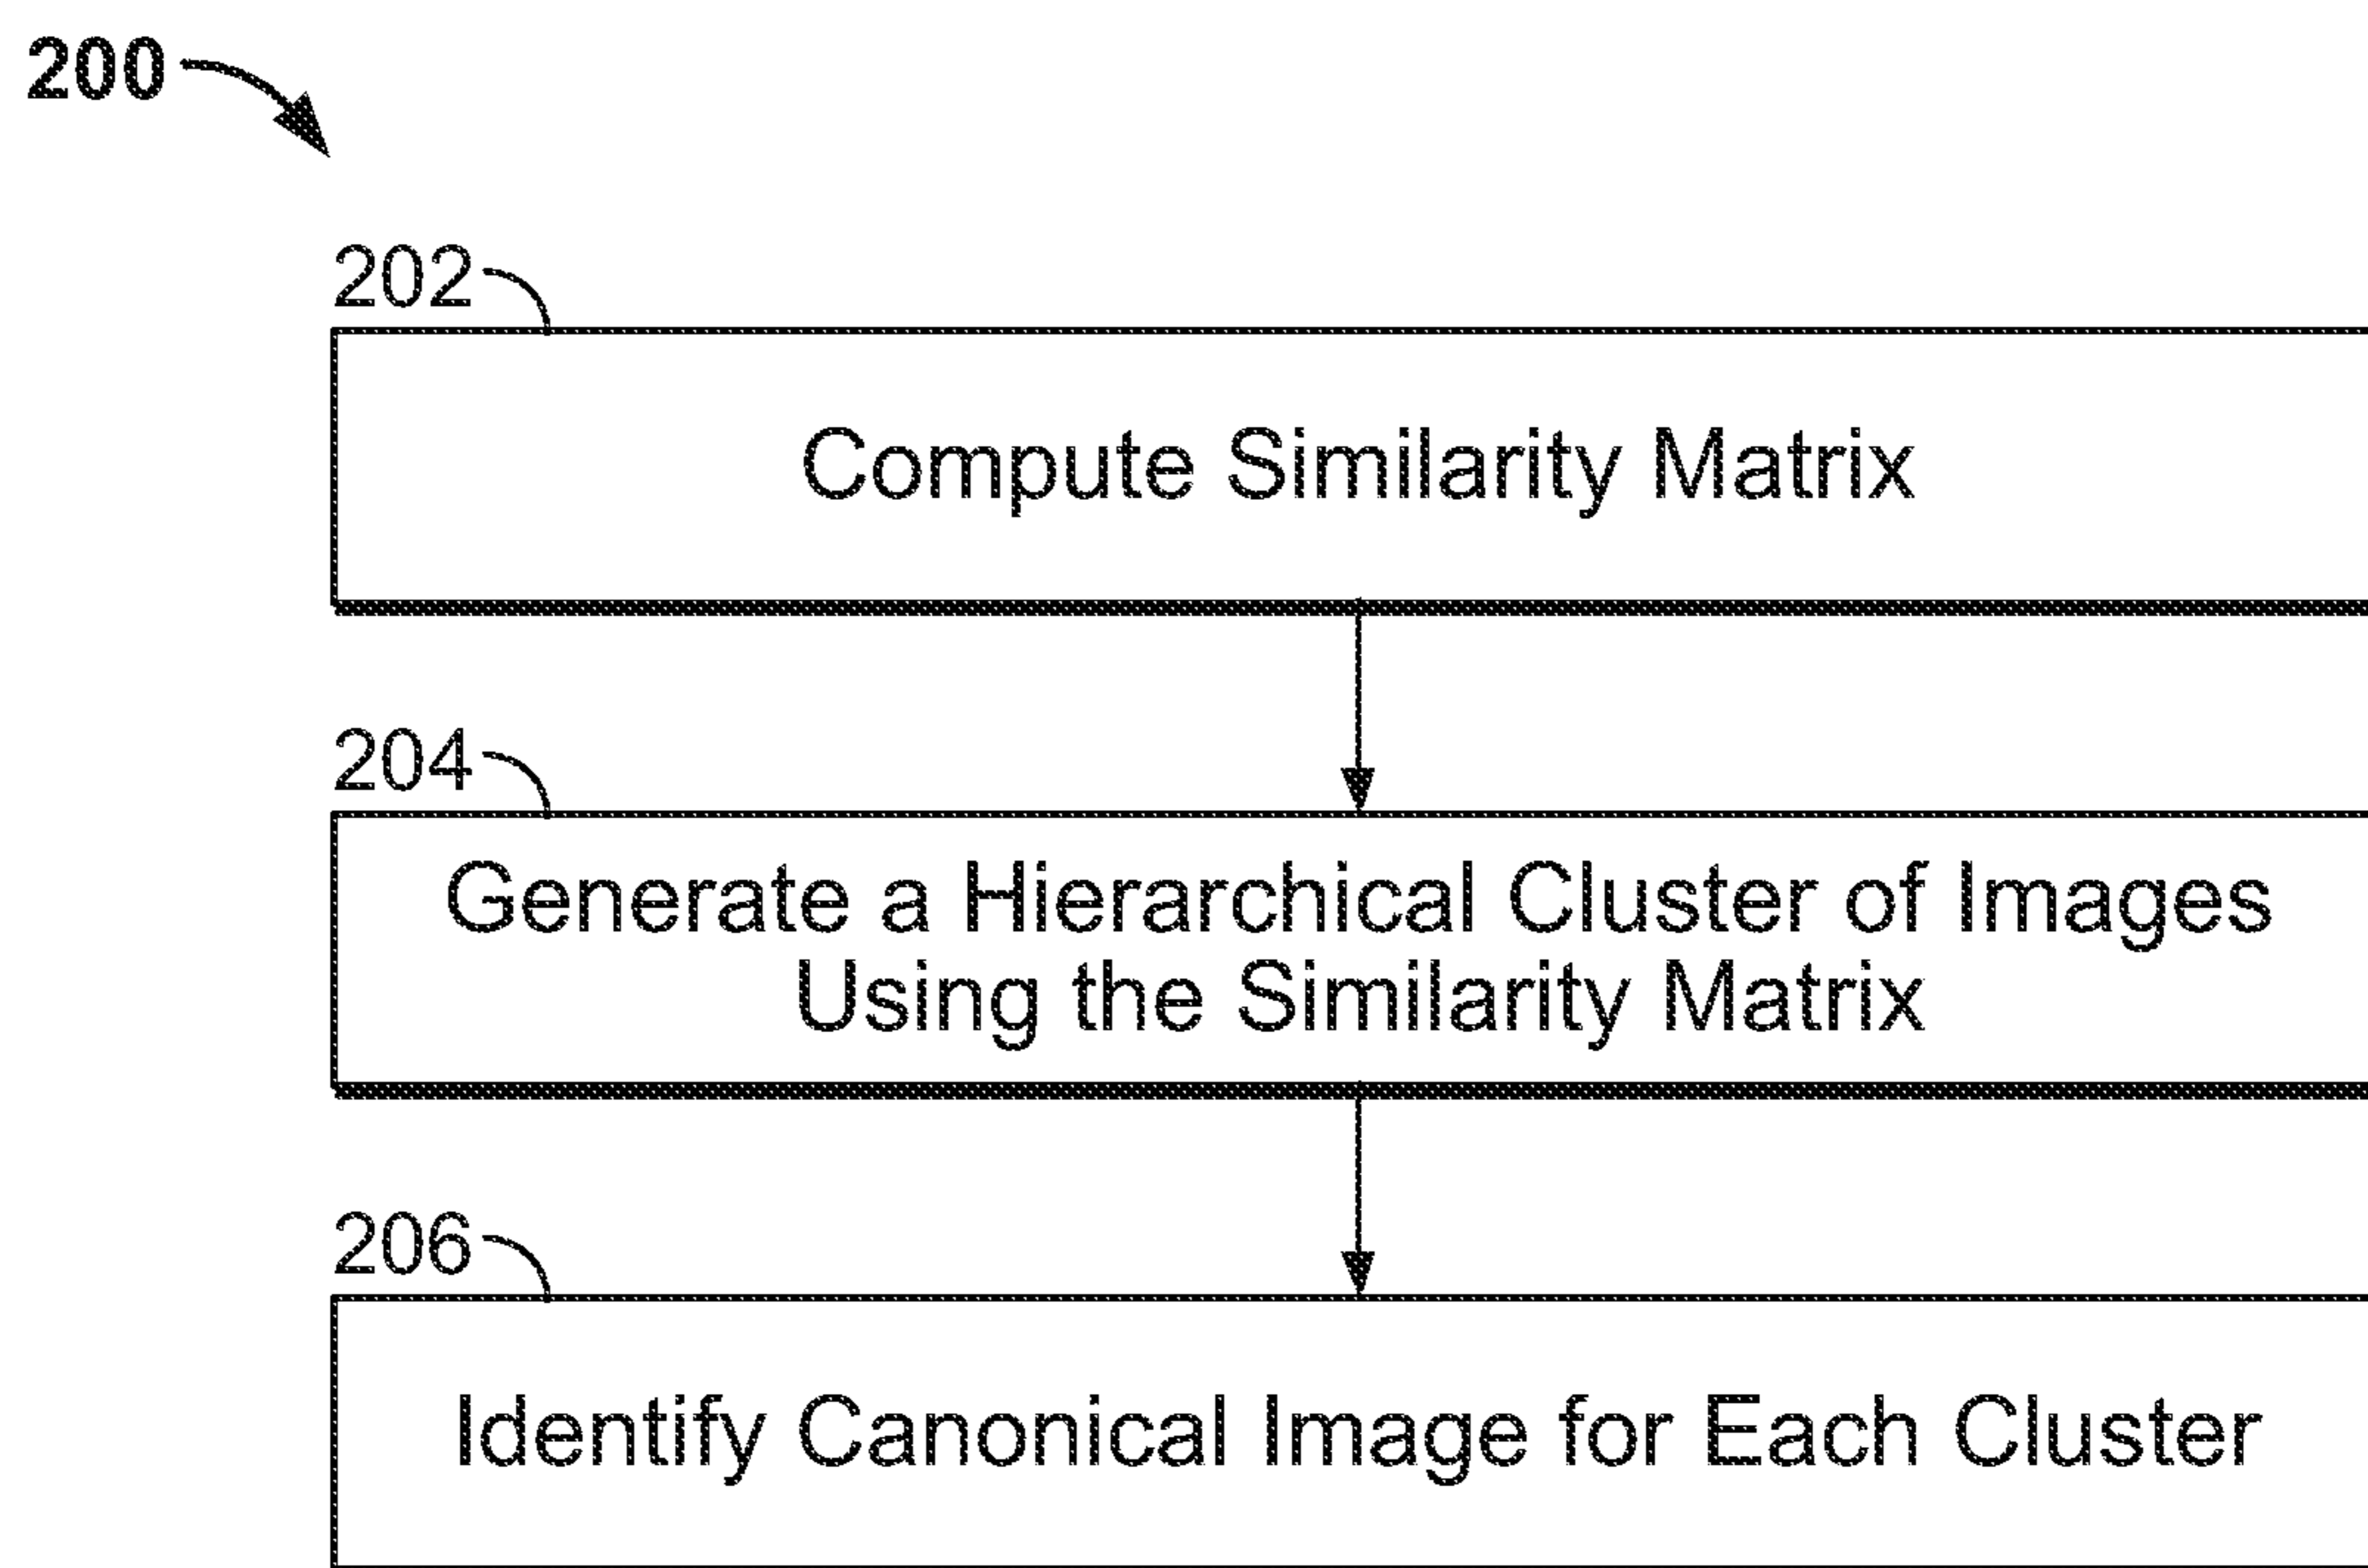 200
202
Compute Similarity Matrix
204
Generate a Hierarchical Cluster of Images
Using the Similarity Matrix
206
Identify Canonical Image for Each Cluster